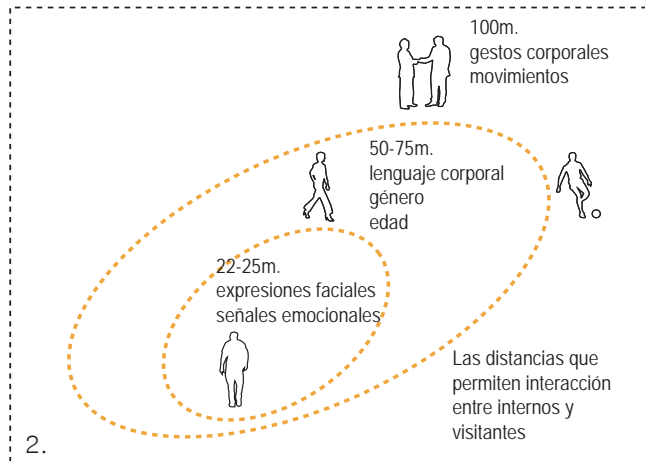 100m.
gestos corporales
movimientos
50-75m.
lenguaje corporal
género
edad
22-25m.
expresiones faciales
señales emocionales
Las distancias que
permiten interacción
entre internos y
visitantes
2.